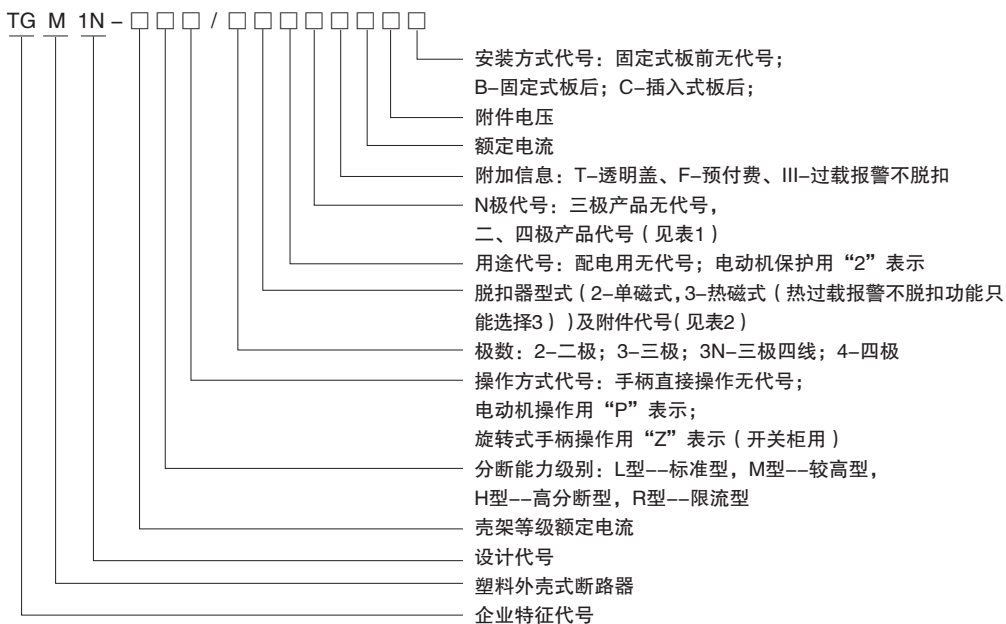 TG M 1N-□□□/□□□□□□□□
安装方式代号：固定式板前无代号；
B-固定式板后；C-插入式板后；
附件电压
额定电流
附加信息：T-透明盖、F-预付费、III-过载报警不脱扣
N极代号：三极产品无代号，
二、四极产品代号（见表1）
用途代号：配电用无代号；电动机保护用“2”表示
脱扣器型式（2-单磁式，3-热磁式（热过载报警不脱扣功能只
能选择3））及附件代号（见表2）
极数：2-二极；3-三极；3N-三极四线；4-四极
操作方式代号：手柄直接操作无代号；
电动机操作用“P”表示；
旋转式手柄操作用“Z”表示（开关柜用）
分断能力级别：L型--标准型，M型--较高型，
H型--高分断型，R型--限流型
壳架等级额定电流
设计代号
塑料外壳式断路器
企业特征代号